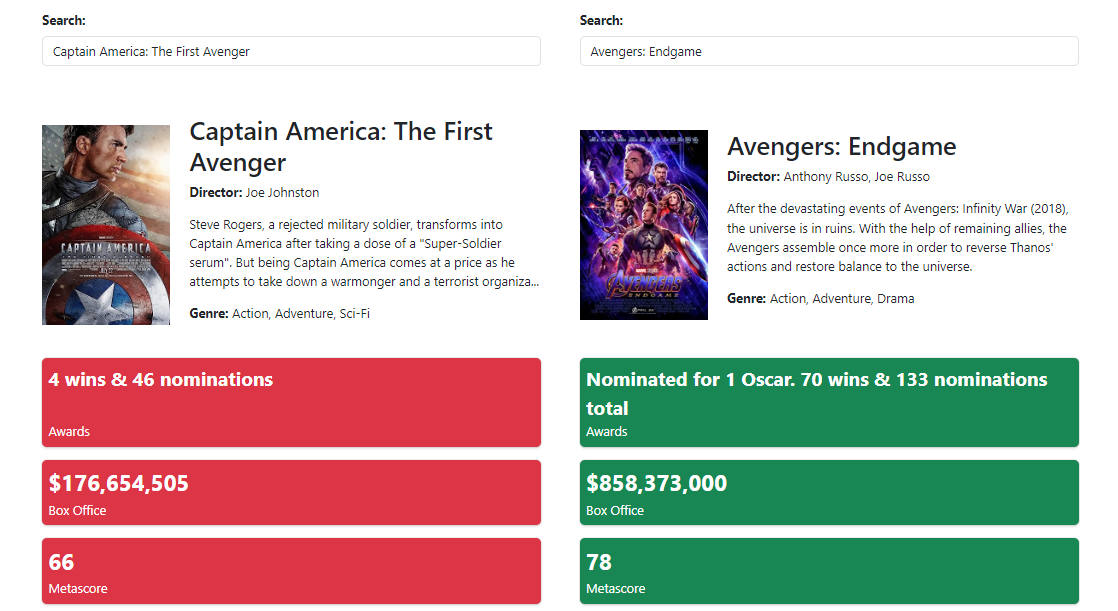 Search:
Captain America: The First Avenger
Captain America: The First
Avenger
Director: Joe Johnston
Steve Rogers, a rejected military soldier, transforms into
Captain America after taking a dose of a "Super-Soldier
serum". But being Captain America comes at a price as he
attempts to take down a warmonger and a terrorist organiza...
Genre: Action, Adventure, Sci-Fi
CAPTAIN AMERICA
4 wins & 46 nominations
Awards
$176,654,505
Box Office
66
Metascore
Search:
Avengers: Endgame
Avengers: Endgame
Director: Anthony Russo, Joe Russo
After the devastating events of Avengers: Infinity War (2018),
the universe is in ruins. With the help of remaining allies, the
Avengers assemble once more in order to reverse Thanos'
actions and restore balance to the universe.
Genre: Action, Adventure, Drama
AVENGERS
ENDGAME
Nominated for 1 Oscar. 70 wins & 133 nominations
total
Awards
$858,373,000
Box Office
78
Metascore